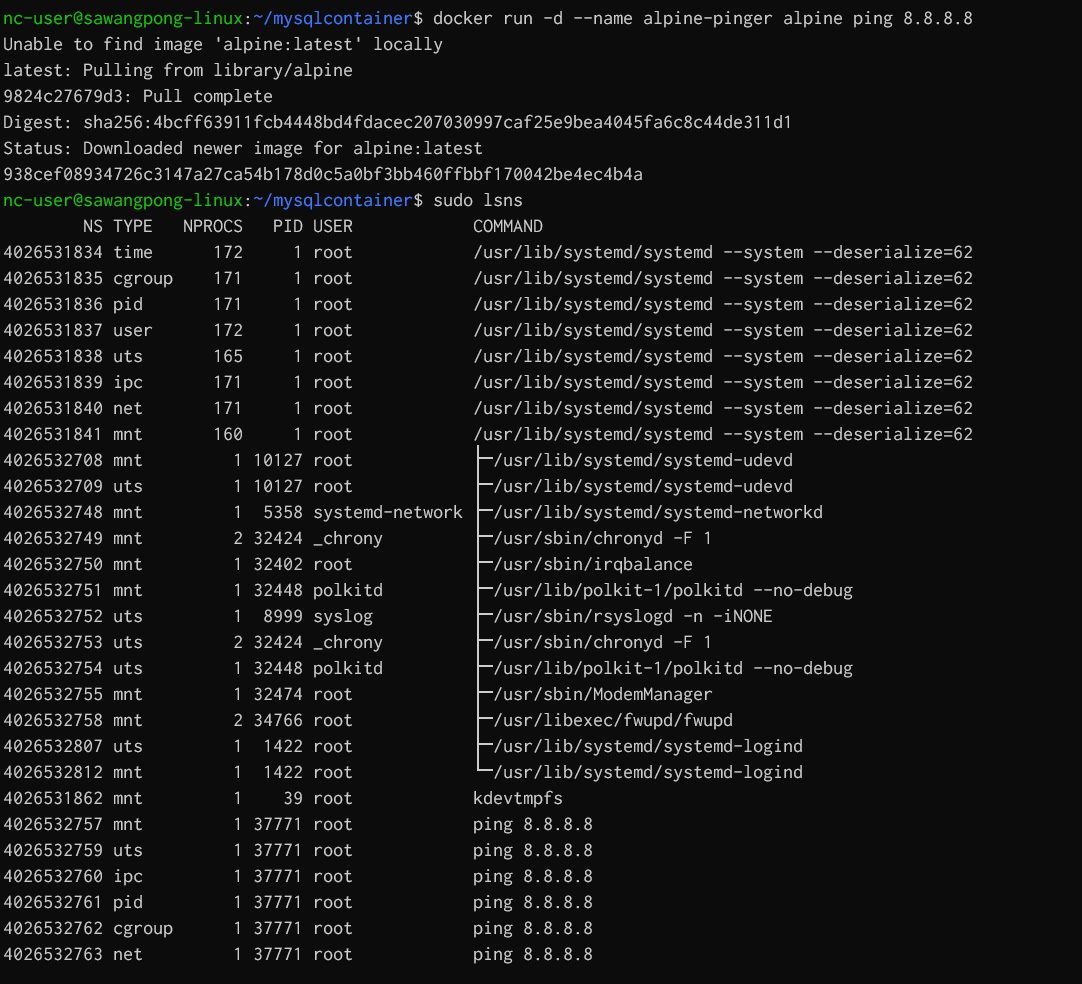 nc-user@sawangpong-linux:~/mysqlcontainer$ docker run -d --name alpine-pinger alpine ping 8.8.8.8
Unable to find image 'alpine:latest' locally
latest: Pulling from library/alpine
9824c27679d3: Pull complete
Digest: sha256:4bcff63911fcb4448bd4fdacec207030997caf25e9bea4045fa6c8c44de311d1
Status: Downloaded newer image for alpine:latest
938cef08934726c3147a27ca54b178d0c5a0bf3bb460ffbbf170042be4ec4b4a
nc-user@sawangpong-linux:~/mysqlcontainer$ sudo lsns
        NS TYPE   NPROCS   PID USER            COMMAND
4026531834 time      172     1 root            /usr/lib/systemd/systemd --system --deserialize=62
4026531835 cgroup    171     1 root            /usr/lib/systemd/systemd --system --deserialize=62
4026531836 pid       171     1 root            /usr/lib/systemd/systemd --system --deserialize=62
4026531837 user      172     1 root            /usr/lib/systemd/systemd --system --deserialize=62
4026531838 uts       165     1 root            /usr/lib/systemd/systemd --system --deserialize=62
4026531839 ipc       171     1 root            /usr/lib/systemd/systemd --system --deserialize=62
4026531840 net       171     1 root            /usr/lib/systemd/systemd --system --deserialize=62
4026531841 mnt       160     1 root            /usr/lib/systemd/systemd --system --deserialize=62
4026532708 mnt         1 10127 root            ├─/usr/lib/systemd/systemd-udevd
4026532709 uts         1 10127 root            ├─/usr/lib/systemd/systemd-udevd
4026532748 mnt         1  5358 systemd-network ├─/usr/lib/systemd/systemd-networkd
4026532749 mnt         2 32424 _chrony         ├─/usr/sbin/chronyd -F 1
4026532750 mnt         1 32402 root            ├─/usr/sbin/irqbalance
4026532751 mnt         1 32448 polkitd         ├─/usr/lib/polkit-1/polkitd --no-debug
4026532752 uts         1  8999 syslog          ├─/usr/sbin/rsyslogd -n -iNONE
4026532753 uts         2 32424 _chrony         ├─/usr/sbin/chronyd -F 1
4026532754 uts         1 32448 polkitd         ├─/usr/lib/polkit-1/polkitd --no-debug
4026532755 mnt         1 32474 root            ├─/usr/sbin/ModemManager
4026532758 mnt         2 34766 root            ├─/usr/libexec/fwupd/fwupd
4026532807 uts         1  1422 root            ├─/usr/lib/systemd/systemd-logind
4026532812 mnt         1  1422 root            └─/usr/lib/systemd/systemd-logind
4026531862 mnt         1    39 root            kdevtmpfs
4026532757 mnt         1 37771 root            ping 8.8.8.8
4026532759 uts         1 37771 root            ping 8.8.8.8
4026532760 ipc         1 37771 root            ping 8.8.8.8
4026532761 pid         1 37771 root            ping 8.8.8.8
4026532762 cgroup      1 37771 root            ping 8.8.8.8
4026532763 net         1 37771 root            ping 8.8.8.8